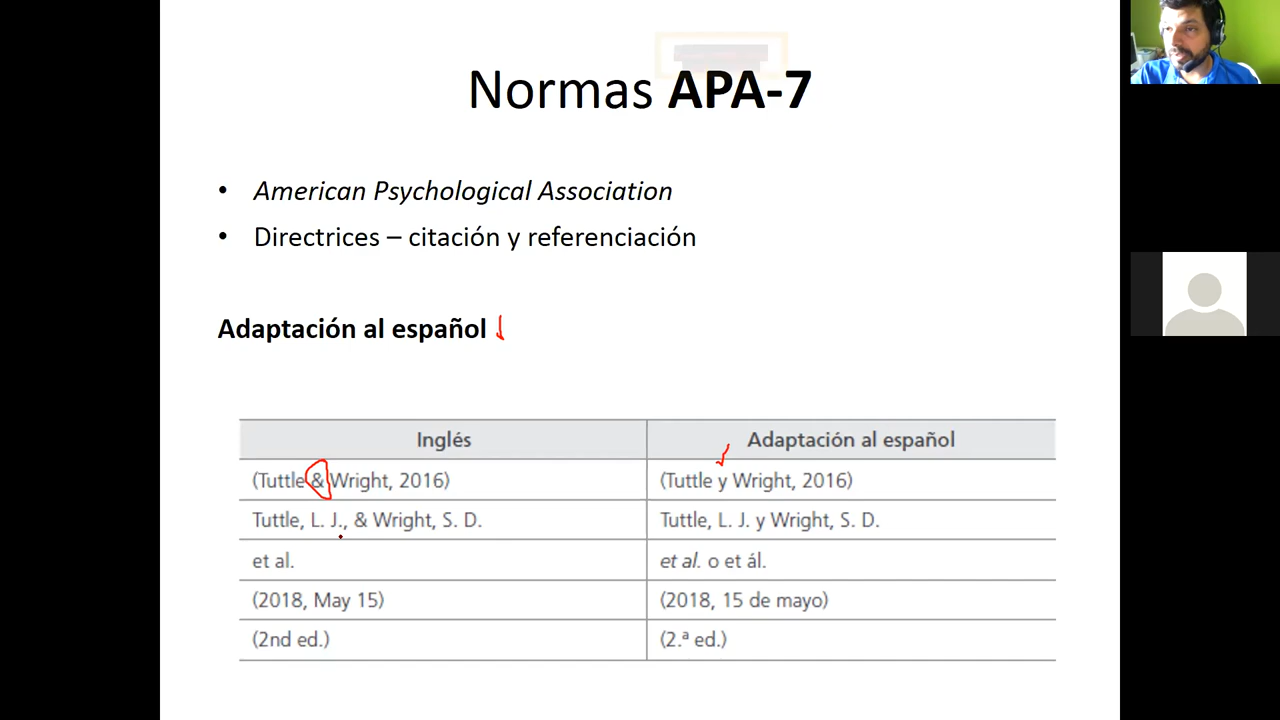 Normas APA-7
• American Psychological Association
• Directrices – citación y referenciación
Adaptación al español
Inglés Adaptación al español
(Tuttle & Wright, 2016) (Tuttle y Wright, 2016)
Tuttle, L. J., & Wright, S. D. Tuttle, L. J. y Wright, S. D.
et al. et al. o et ál.
(2018, May 15) (2018, 15 de mayo)
(2nd ed.) (2.ª ed.)